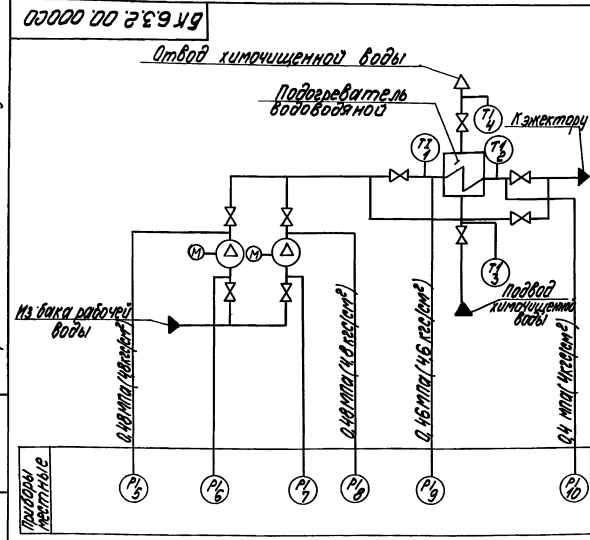 БК 63.2. 00. 00000
Отвод химочищенной воды
Подогреватель
водоводяной
TI
4
К эжектору
TI
1
TI
2
M
M
TI
3
Из бака рабочей
воды
Подвод
химочищенной
воды
0,48 МПа (4,8 кгс/см²)
0,48 МПа (4,8 кгс/см²)
0,46 МПа (4,6 кгс/см²)
0,4 МПа (4 кгс/см²)
Приборы
местные
PI
5
PI
6
PI
7
PI
8
PI
9
PI
10